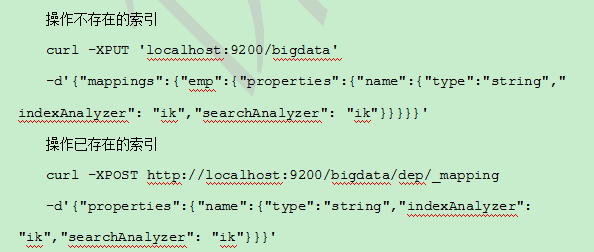 操作不存在的索引
curl -XPUT 'localhost:9200/bigdata'
-d'{"mappings":{"emp":{"properties":{"name":{"type":"string","
indexAnalyzer": "ik","searchAnalyzer": "ik"}}}}}'
操作已存在的索引
curl -XPOST http://localhost:9200/bigdata/dep/_mapping
-d'{"properties":{"name":{"type":"string","indexAnalyzer":
"ik","searchAnalyzer": "ik"}}}'